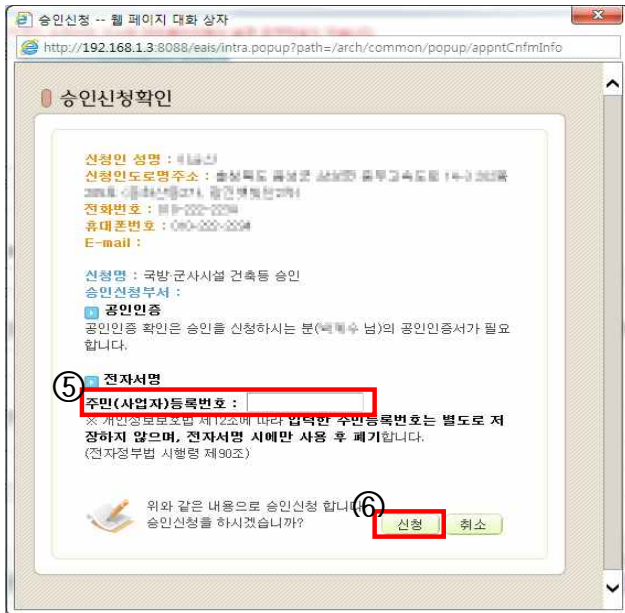 승인신청 -- 웹 페이지 대화 상자
http://192.168.1.3:8088/eais/intra.popup?path=/arch/common/popup/appntCnfmInfo
승인신청확인
신청인 성명 :
신청인도로명주소 :
전화번호 :
휴대폰번호 :
E-mail :
신청명 : 국방·군사시설 건축등 승인
승인신청부서 :
공인인증
공인인증 확인은 승인를 신청하시는 분( 님)의 공인인증서가 필요
합니다.
⑤ 전자서명
주민(사업자)등록번호 :
※ 개인정보보호법 제12조에 따라 입력한 주민등록번호는 별도로 저
장하지 않으며, 전자서명 시에만 사용 후 폐기합니다.
(전자정부법 시행령 제90조)
위와 같은 내용으로 승인신청 합니다
승인신청을 하시겠습니까?
⑥ 신청 취소